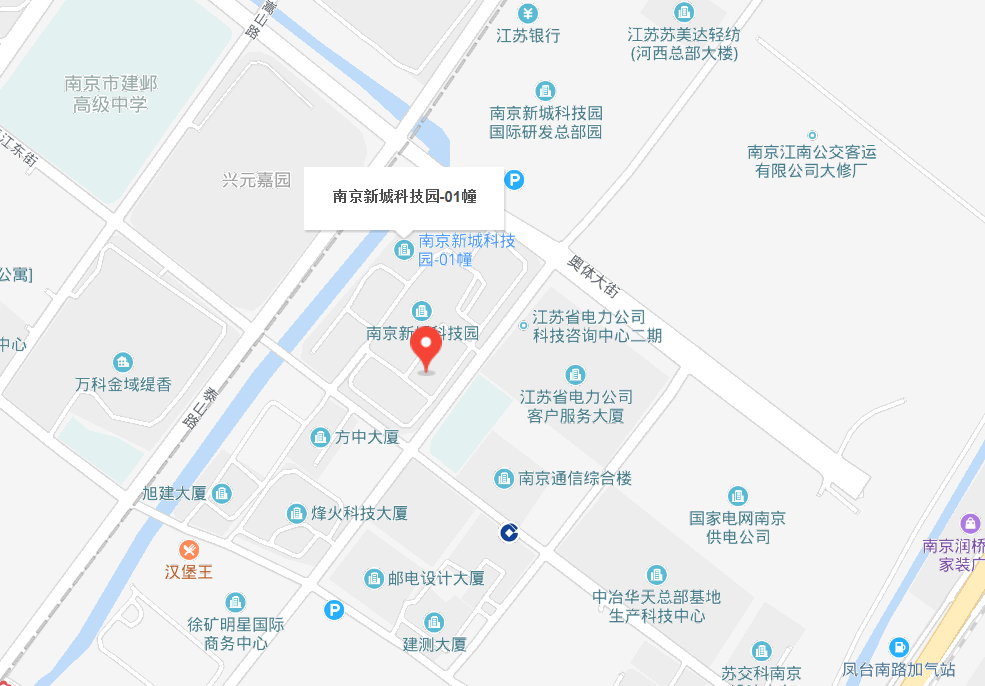 嵩山路
江苏银行
江苏苏美达轻纺
(河西总部大楼)
南京市建邺
高级中学
南京新城科技园
国际研发总部园
江东街
南京江南公交客运
有限公司大修厂
兴元嘉园
P
南京新城科技园-01幢
南京新城科技
园-01幢
奥体大街
公寓]
江苏省电力公司
科技咨询中心二期
南京新城科技园
中心
万科金域缇香
泰山路
江苏省电力公司
客户服务大厦
方中大厦
南京通信综合楼
旭建大厦
烽火科技大厦
国家电网南京
供电公司
南京润桥
家装广
汉堡王
邮电设计大厦
中冶华天总部基地
生产科技中心
P
徐矿明星国际
商务中心
建测大厦
苏交科南京
凤台南路加气站